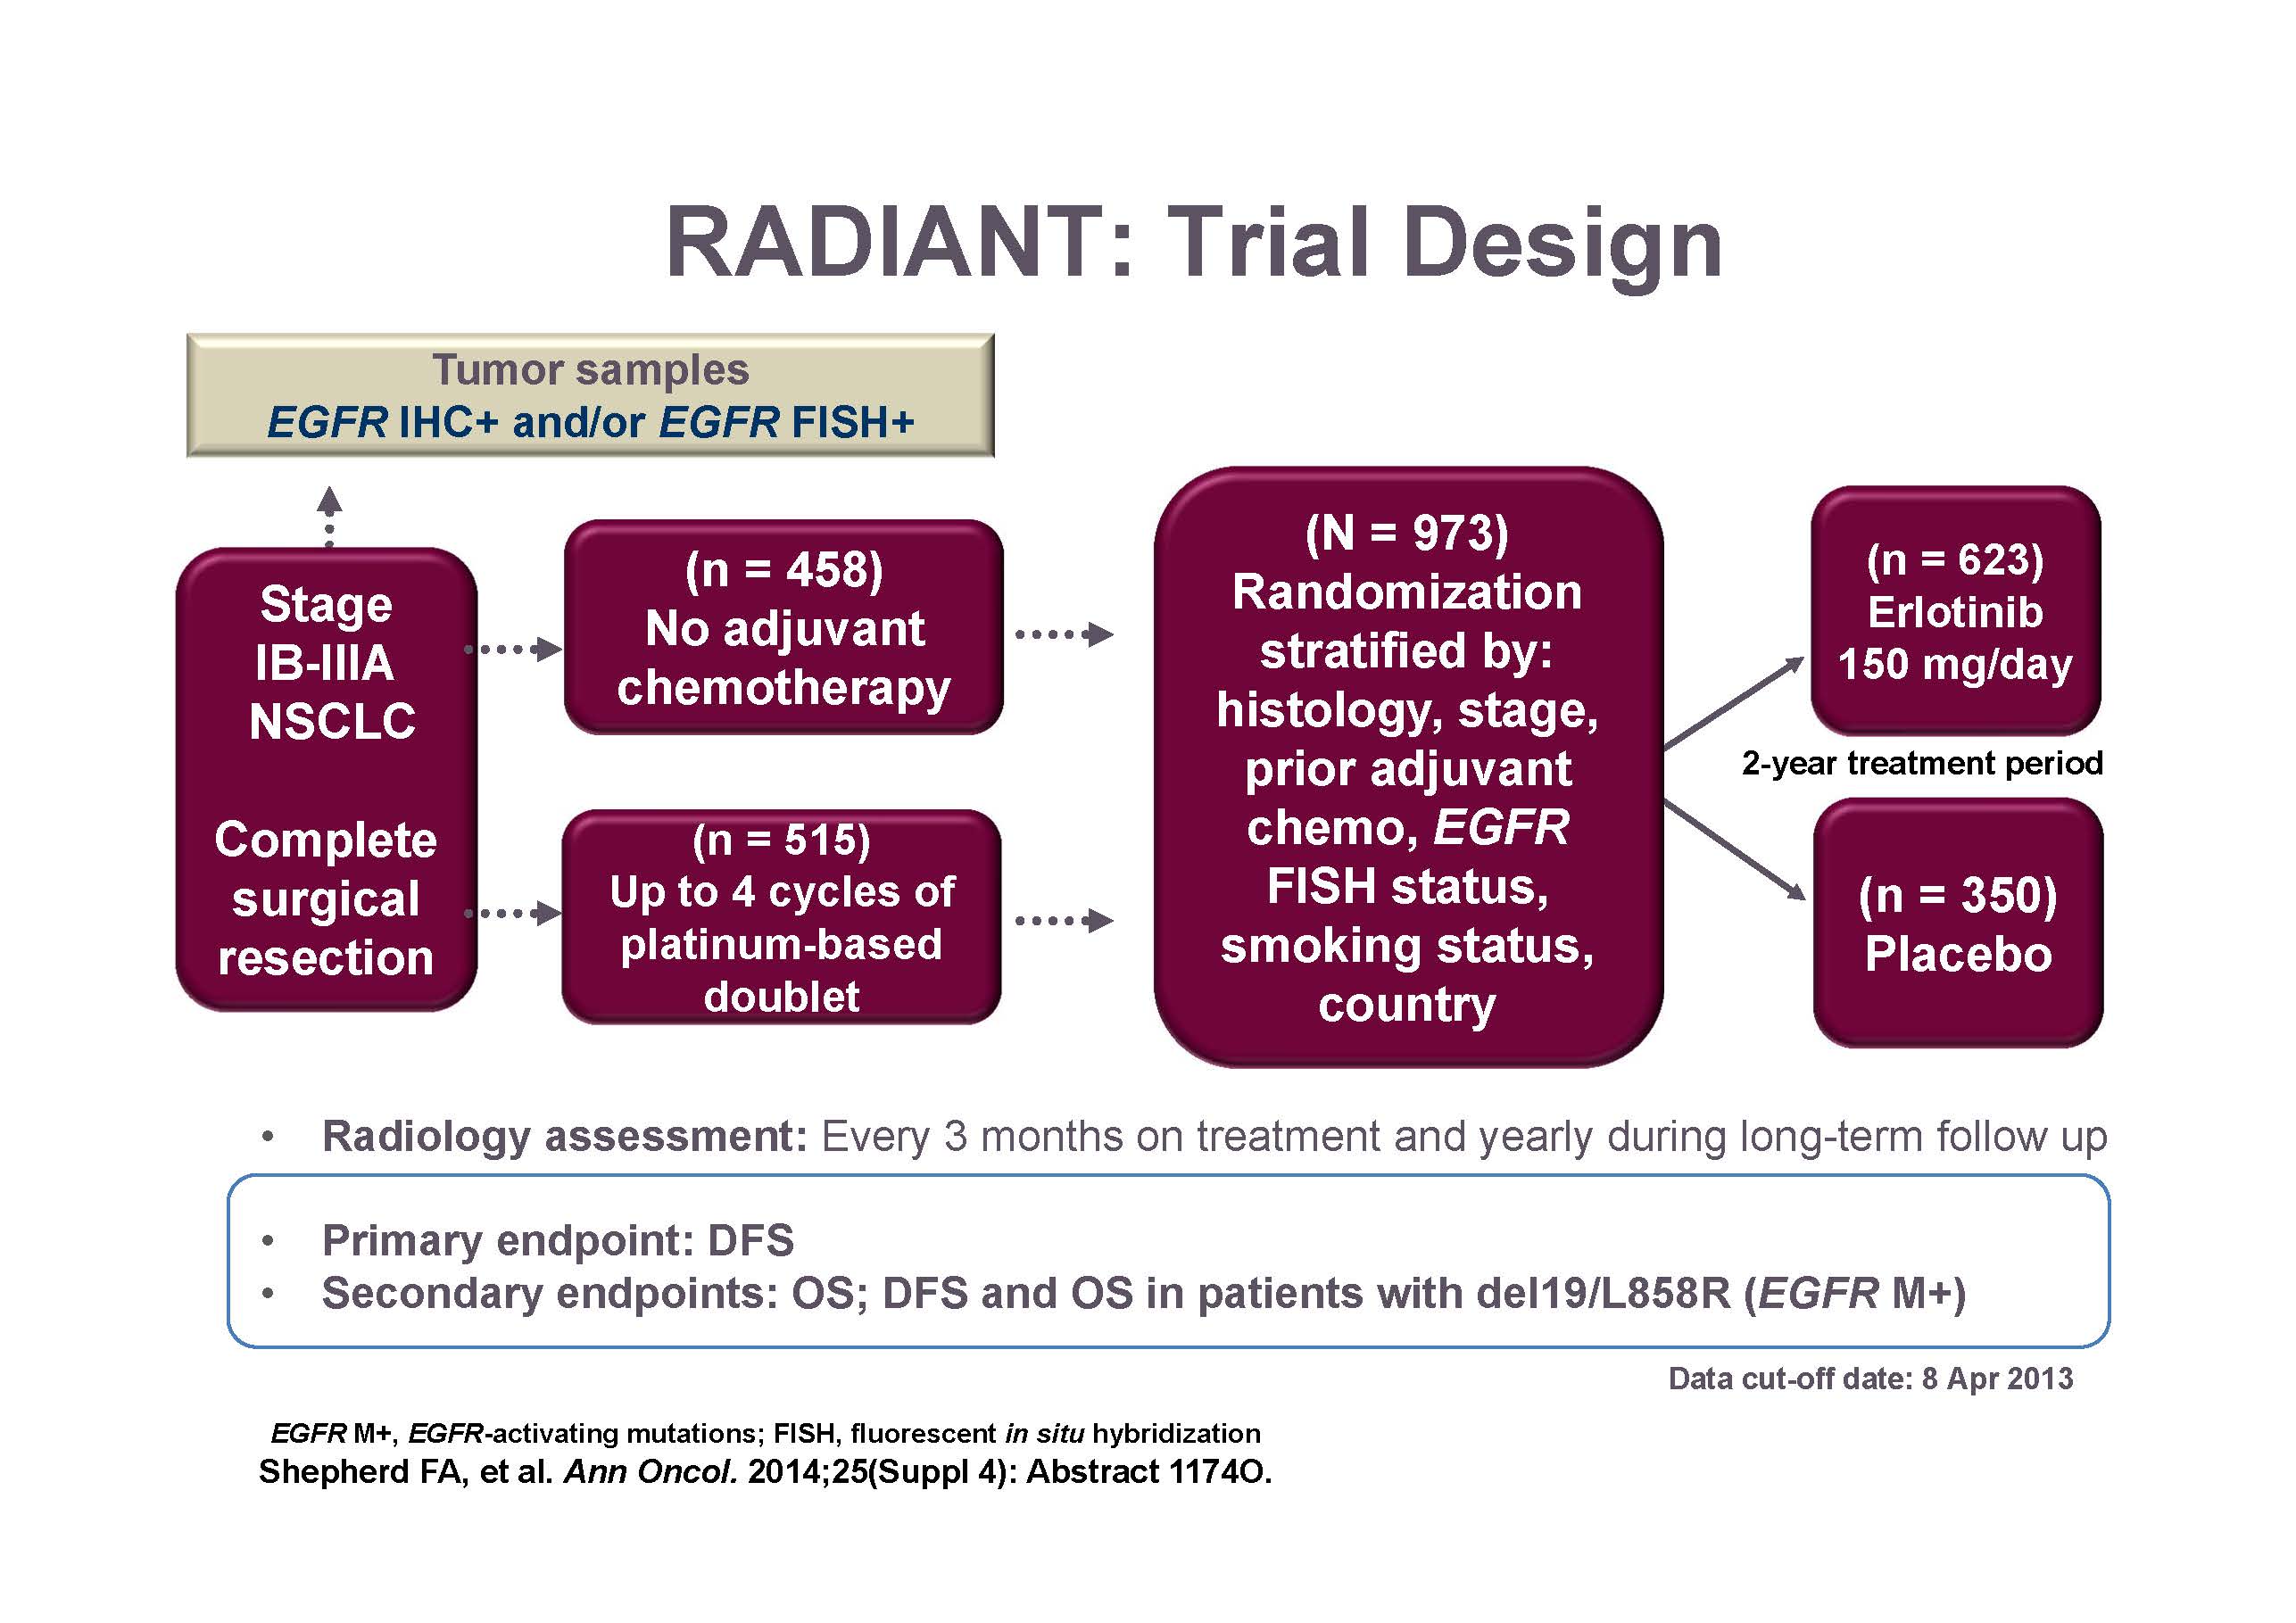 RADIANT: Trial Design
Tumor samples
EGFR IHC+ and/or EGFR FISH+
Stage
IB-IIIA
NSCLC
Complete
surgical
resection
(n = 458)
No adjuvant
chemotherapy
(n = 515)
Up to 4 cycles of
platinum-based
doublet
(N = 973)
Randomization
stratified by:
histology, stage,
prior adjuvant
chemo, EGFR
FISH status,
smoking status,
country
(n = 623)
Erlotinib
150 mg/day
2-year treatment period
(n = 350)
Placebo
• Radiology assessment: Every 3 months on treatment and yearly during long-term follow up
• Primary endpoint: DFS
• Secondary endpoints: OS; DFS and OS in patients with del19/L858R (EGFR M+)
Data cut-off date: 8 Apr 2013
EGFR M+, EGFR-activating mutations; FISH, fluorescent in situ hybridization
Shepherd FA, et al. Ann Oncol. 2014;25(Suppl 4): Abstract 1174O.